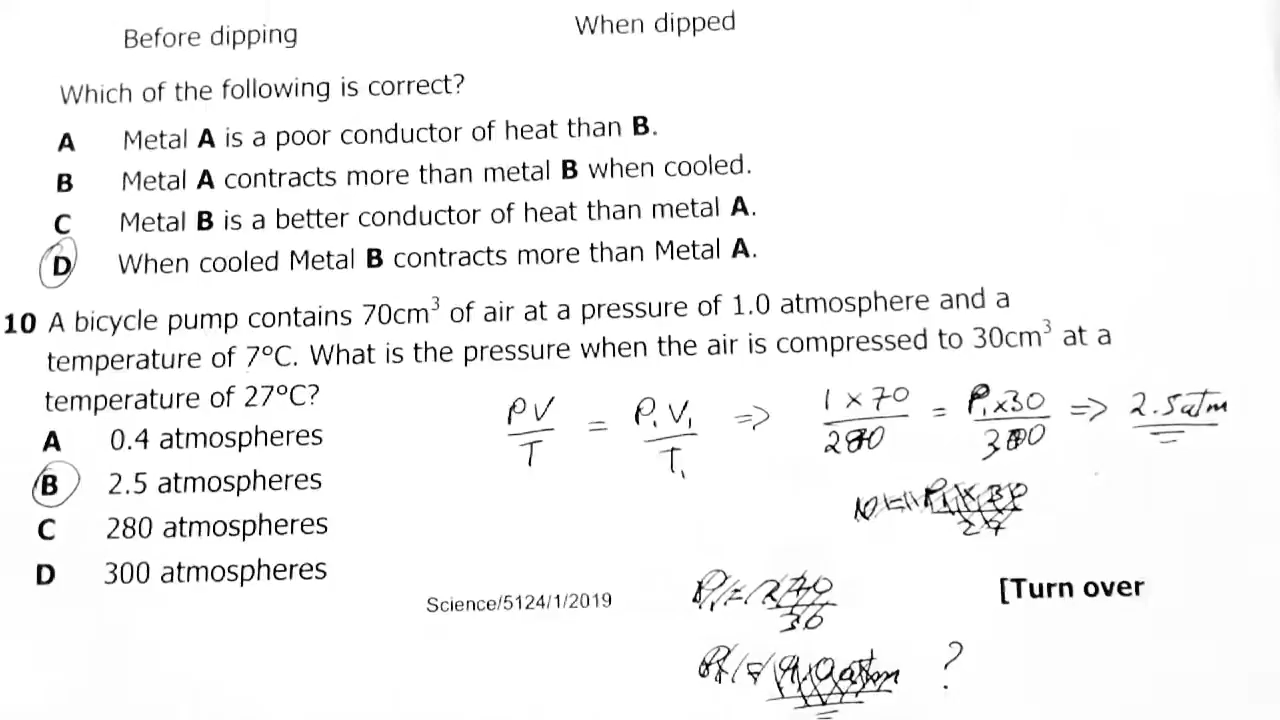 Before dipping
When dipped
Which of the following is correct?
A Metal A is a poor conductor of heat than B.
B Metal A contracts more than metal B when cooled.
C Metal B is a better conductor of heat than metal A.
D When cooled Metal B contracts more than Metal A.
10 A bicycle pump contains 70cm³ of air at a pressure of 1.0 atmosphere and a
temperature of 7°C. What is the pressure when the air is compressed to 30cm³ at a
temperature of 27°C?
PV/T = P₁V₁/T₁ => 1 x 70/280 = P₁x30/300 => 2.5atm
A 0.4 atmospheres
B 2.5 atmospheres
C 280 atmospheres
D 300 atmospheres
Science/5124/1/2019
[Turn over
?